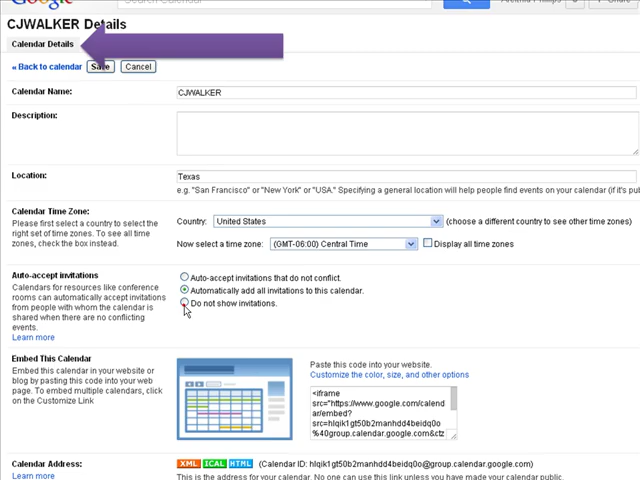 Google Search Calendar
CJWALKER Details
Calendar Details
« Back to calendar Save Cancel
Calendar Name: CJWALKER
Description:
Location: Texas
e.g. "San Francisco" or "New York" or "USA." Specifying a general location will help people find events on your calendar (if it's pu
Calendar Time Zone:
Please first select a country to select the
right set of time zones. To see all time
zones, check the box instead.
Country: United States (choose a different country to see other time zones)
Now select a time zone: (GMT-06:00) Central Time Display all time zones
Auto-accept invitations
Calendars for resources like conference
rooms can automatically accept invitations
from people with whom the calendar is
shared when there are no conflicting
events.
Learn more
Auto-accept invitations that do not conflict.
Automatically add all invitations to this calendar.
Do not show invitations.
Embed This Calendar
Embed this calendar in your website or
blog by pasting this code into your web
page. To embed multiple calendars, click
on the Customize Link
Paste this code into your website.
Customize the color, size, and other options
<iframe
src="https://www.google.com/calend
ar/embed?
src=hlqik1gt50b2manhdd4beidq0o
%40group.calendar.google.com&ctz
Calendar Address:
Learn more
XML ICAL HTML (Calendar ID: hlqik1gt50b2manhdd4beidq0o@group.calendar.google.com)
This is the address for your calendar. No one can use this link unless you have made your calendar public.